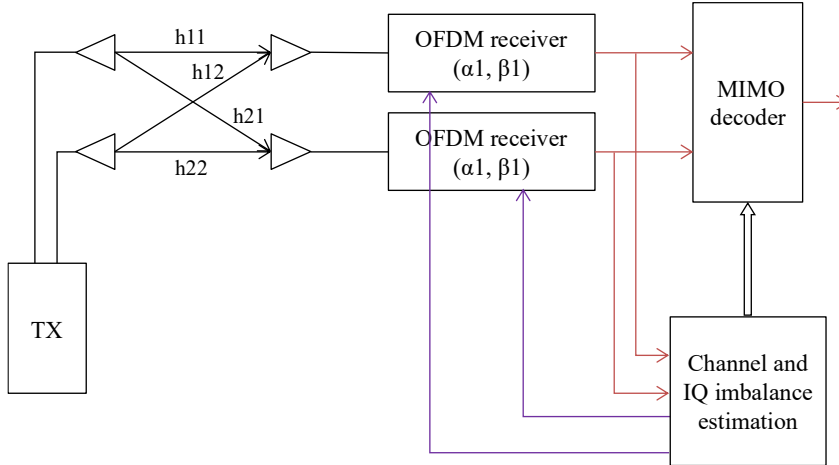 h11
h12
h21
h22
TX
OFDM receiver
(α1, β1)
OFDM receiver
(α1, β1)
MIMO
decoder
Channel and
IQ imbalance
estimation